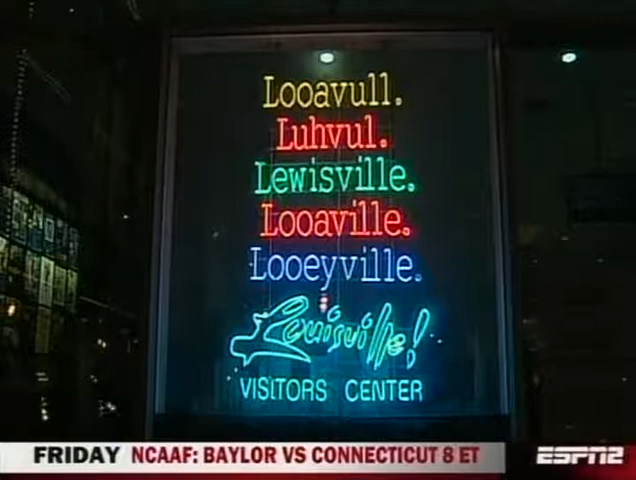 Looavull.
Luhvul.
Lewisville.
Looaville.
Looeyville.
Louisville!
VISITORS CENTER
FRIDAY NCAAF: BAYLOR VS CONNECTICUT 8 ET ESPN2